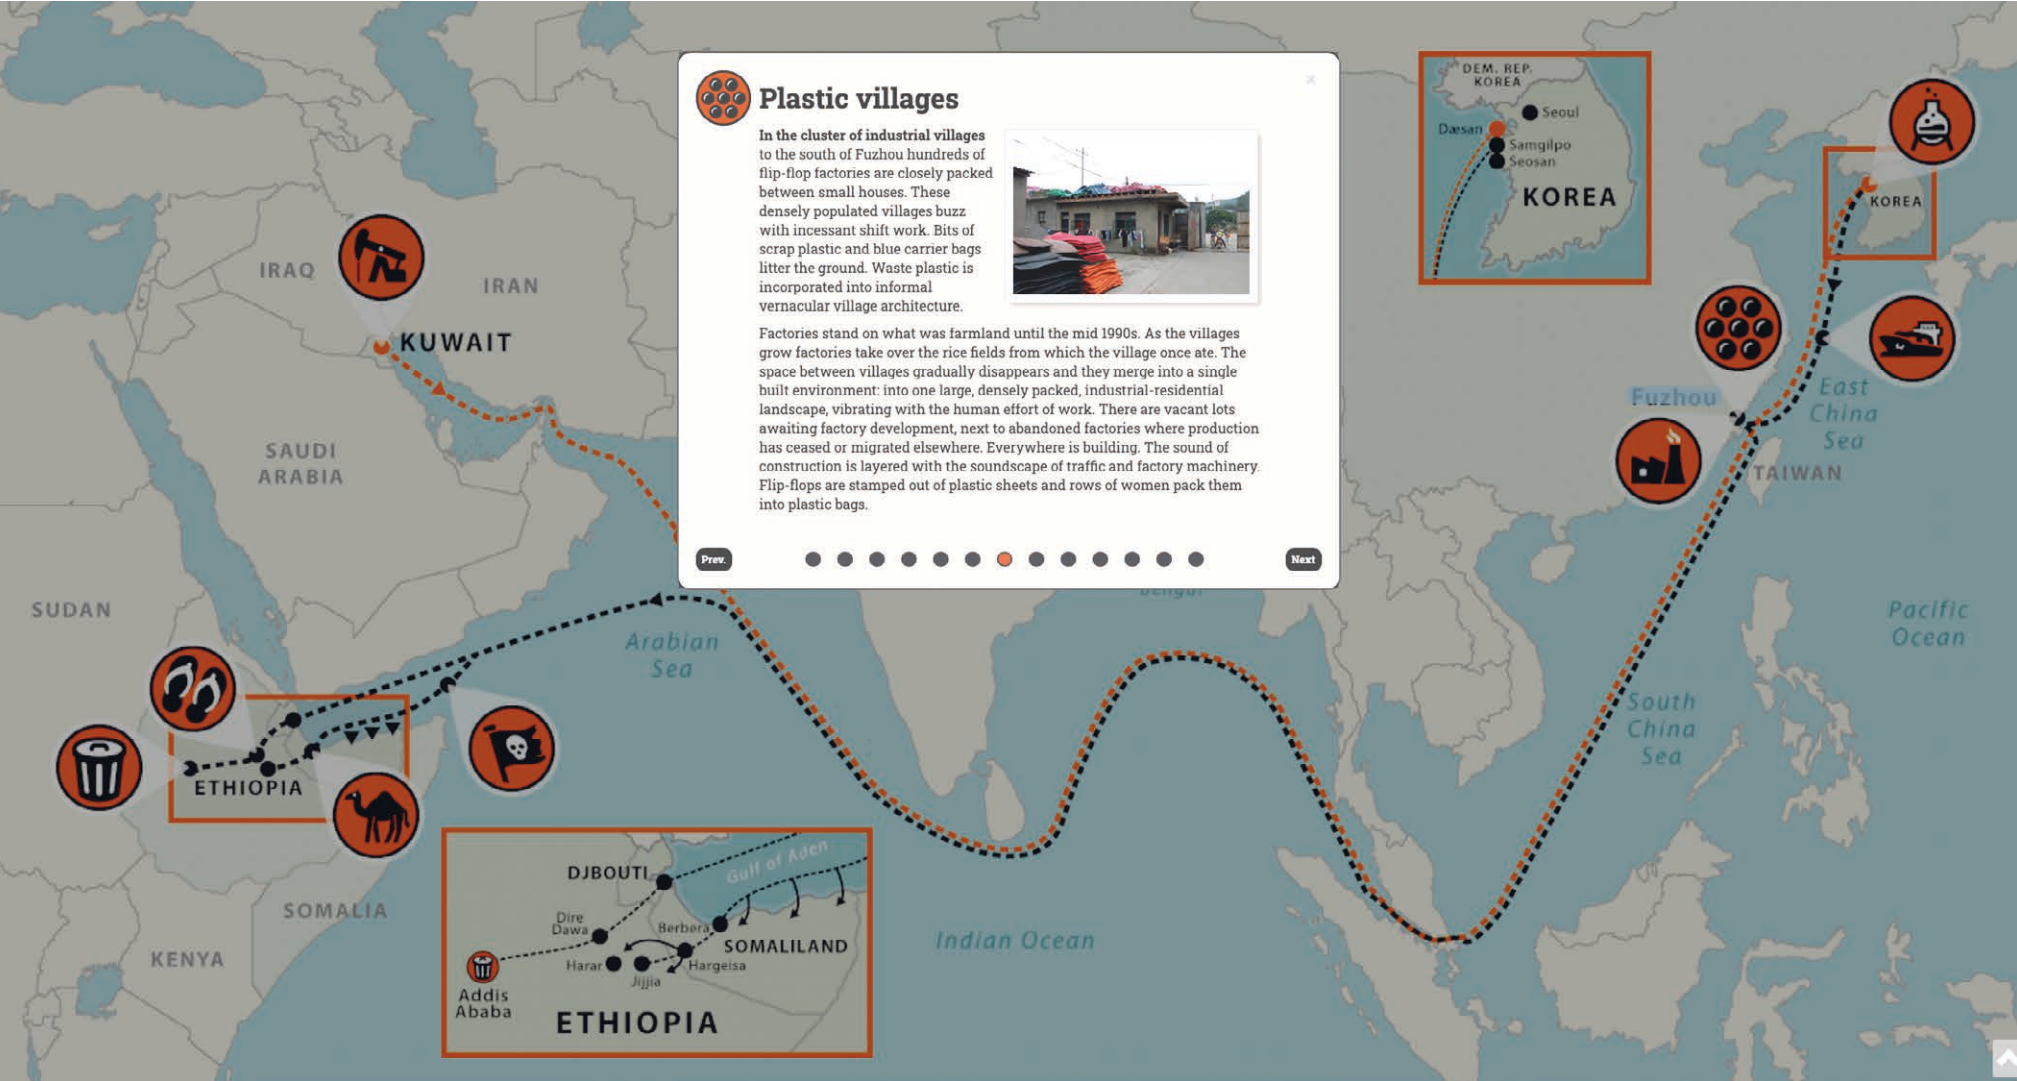 Plastic villages
×
In the cluster of industrial villages
to the south of Fuzhou hundreds of
flip-flop factories are closely packed
between small houses. These
densely populated villages buzz
with incessant shift work. Bits of
scrap plastic and blue carrier bags
litter the ground. Waste plastic is
incorporated into informal
vernacular village architecture.
Factories stand on what was farmland until the mid 1990s. As the villages
grow factories take over the rice fields from which the village once ate. The
space between villages gradually disappears and they merge into a single
built environment: into one large, densely packed, industrial-residential
landscape, vibrating with the human effort of work. There are vacant lots
awaiting factory development, next to abandoned factories where production
has ceased or migrated elsewhere. Everywhere is building. The sound of
construction is layered with the soundscape of traffic and factory machinery.
Flip-flops are stamped out of plastic sheets and rows of women pack them
into plastic bags.
Prev.
Next
DEM. REP.
KOREA
Seoul
Dæsan
Samgilpo
Seosan
KOREA
KOREA
IRAQ
IRAN
KUWAIT
SAUDI
ARABIA
Fuzhou
East
China
Sea
TAIWAN
SUDAN
Arabian
Sea
Bengal
Pacific
Ocean
South
China
Sea
ETHIOPIA
SOMALIA
KENYA
Indian Ocean
DJBOUTI
Gulf of Aden
Dire
Dawa
Berbera
SOMALILAND
Harar
Hargeisa
Jijjia
Addis
Ababa
ETHIOPIA